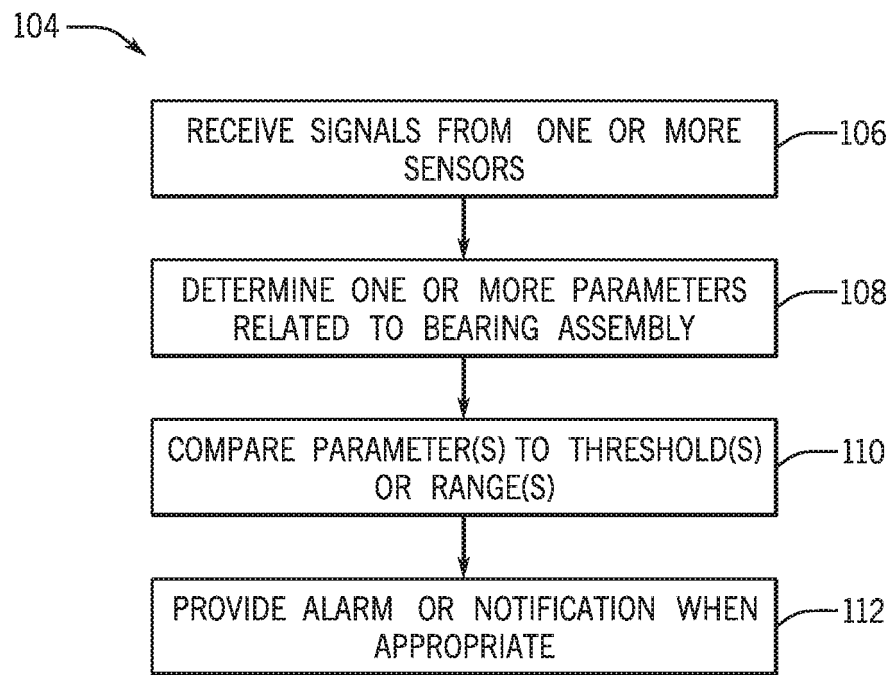 104
RECEIVE SIGNALS FROM ONE OR MORE
SENSORS
106
DETERMINE ONE OR MORE PARAMETERS
RELATED TO BEARING ASSEMBLY
108
COMPARE PARAMETER(S) TO THRESHOLD(S)
OR RANGE(S)
110
PROVIDE ALARM OR NOTIFICATION WHEN
APPROPRIATE
112